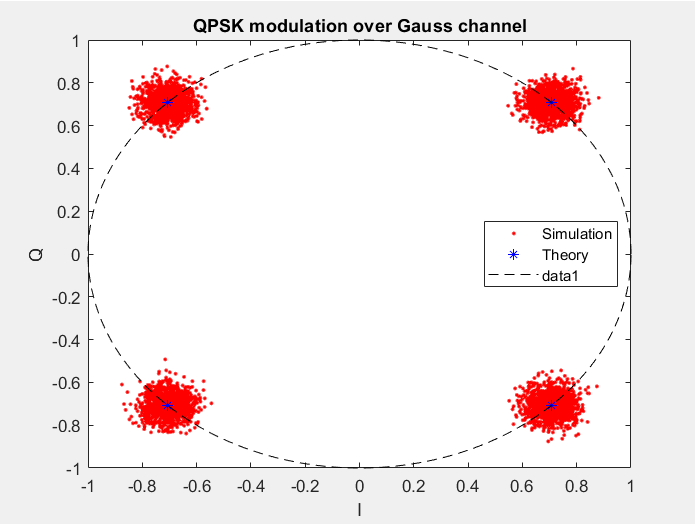 QPSK modulation over Gauss channel
1
0.8
0.6
0.4
0.2
0
-0.2
-0.4
-0.6
-0.8
-1
Q
Simulation
Theory
data1
-1 -0.8 -0.6 -0.4 -0.2 0 0.2 0.4 0.6 0.8 1
I